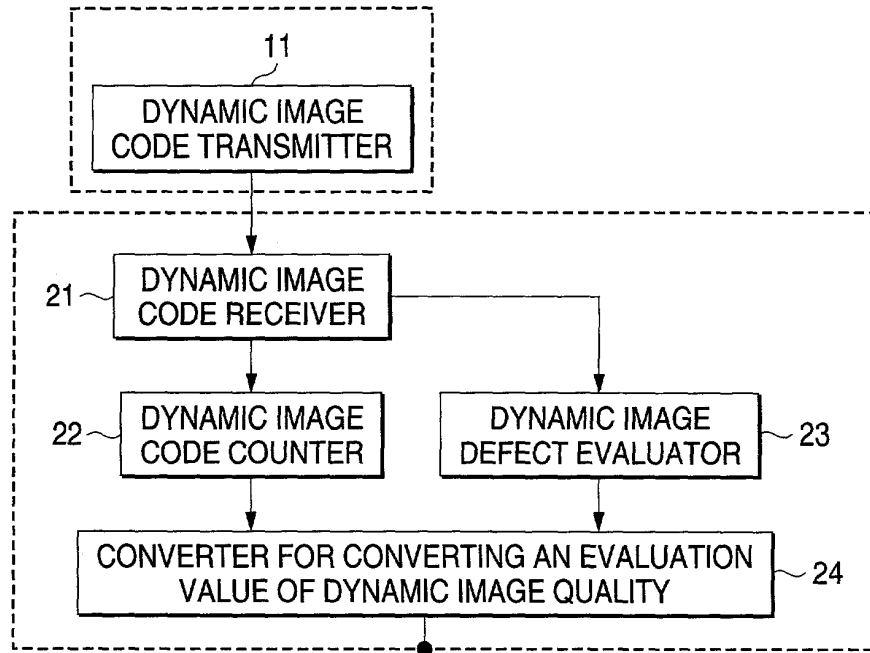 11
DYNAMIC IMAGE
CODE TRANSMITTER
21
DYNAMIC IMAGE
CODE RECEIVER
22
DYNAMIC IMAGE
CODE COUNTER
DYNAMIC IMAGE
DEFECT EVALUATOR
23
CONVERTER FOR CONVERTING AN EVALUATION
VALUE OF DYNAMIC IMAGE QUALITY
24